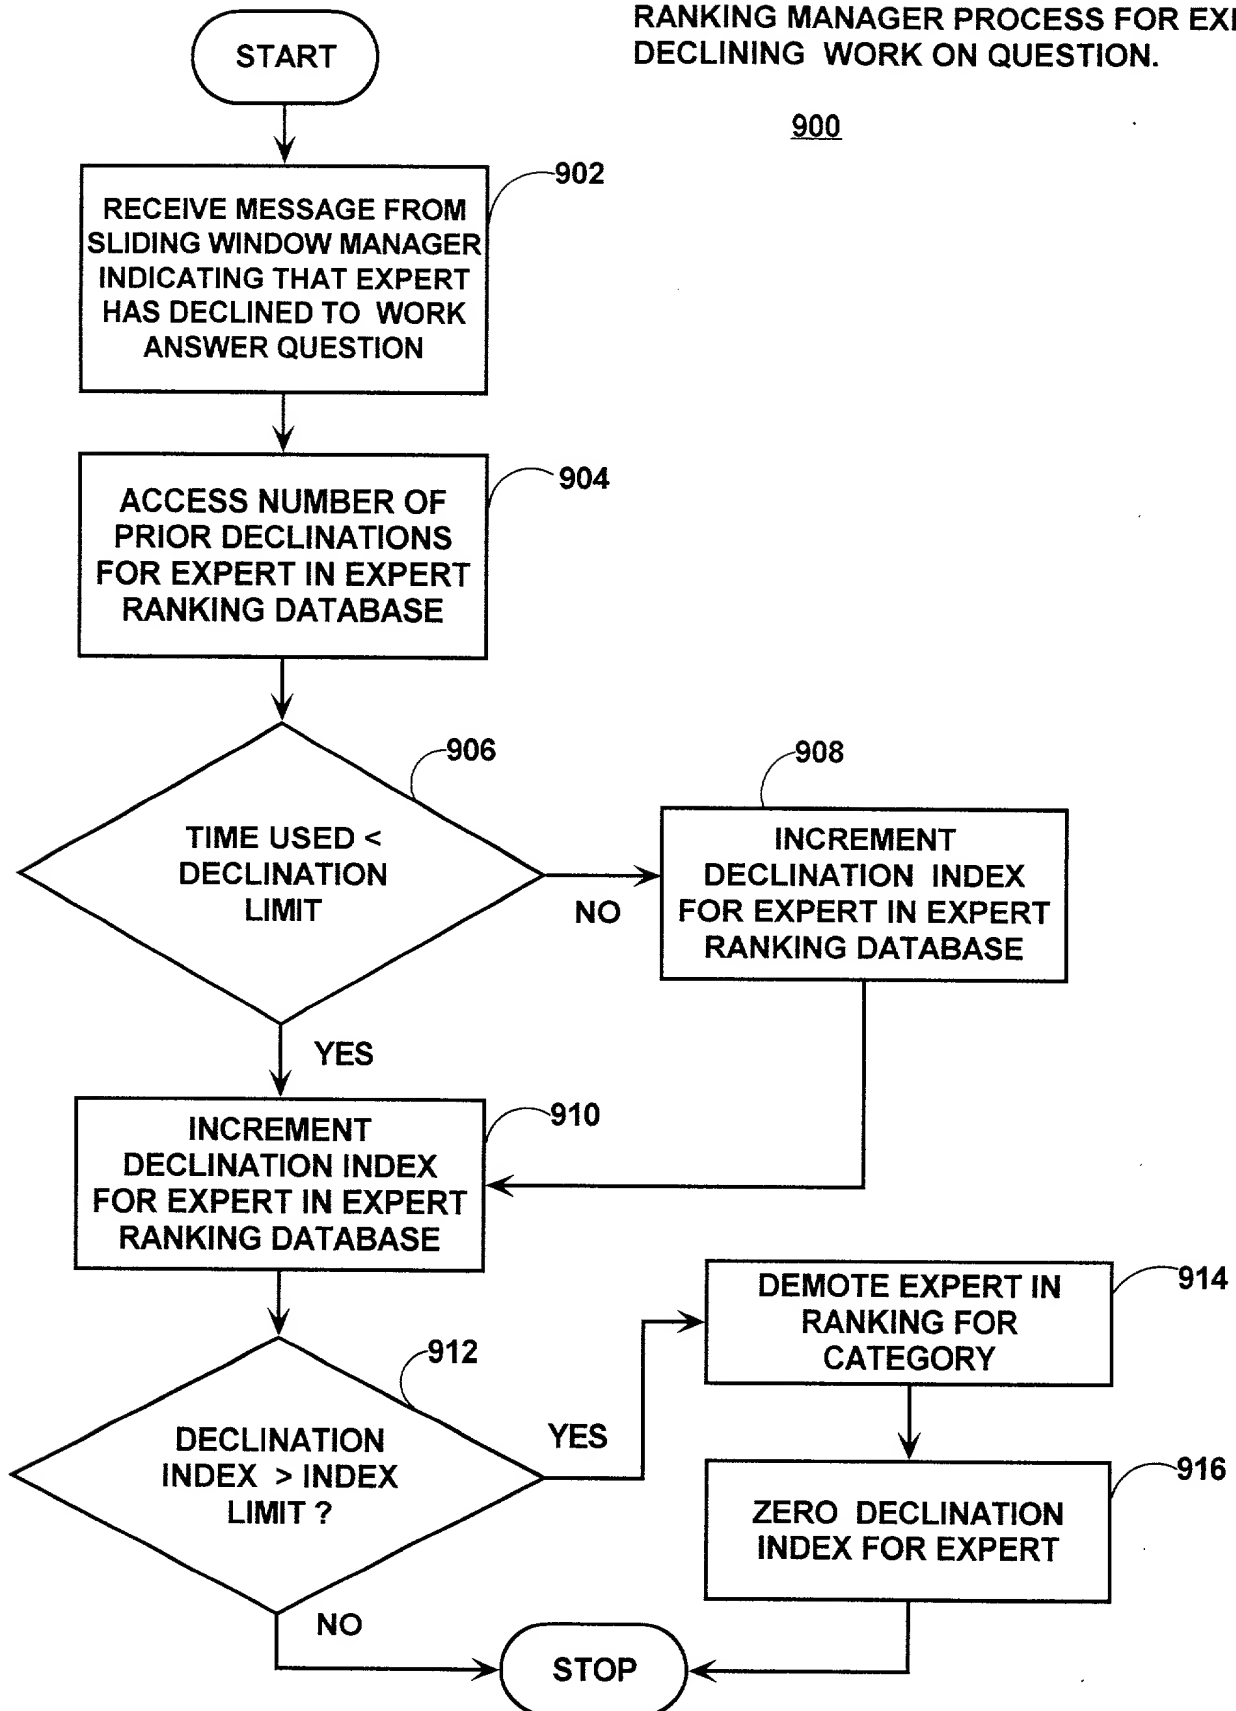 RANKING MANAGER PROCESS FOR
DECLINING WORK ON QUESTION.
900
START
902
RECEIVE MESSAGE FROM
SLIDING WINDOW MANAGER
INDICATING THAT EXPERT
HAS DECLINED TO WORK
ANSWER QUESTION
904
ACCESS NUMBER OF
PRIOR DECLINATIONS
FOR EXPERT IN EXPERT
RANKING DATABASE
906
TIME USED <
DECLINATION
LIMIT
NO
YES
908
INCREMENT
DECLINATION INDEX
FOR EXPERT IN EXPERT
RANKING DATABASE
910
INCREMENT
DECLINATION INDEX
FOR EXPERT IN EXPERT
RANKING DATABASE
912
DECLINATION
INDEX > INDEX
LIMIT ?
YES
NO
914
DEMOTE EXPERT IN
RANKING FOR
CATEGORY
916
ZERO DECLINATION
INDEX FOR EXPERT
STOP